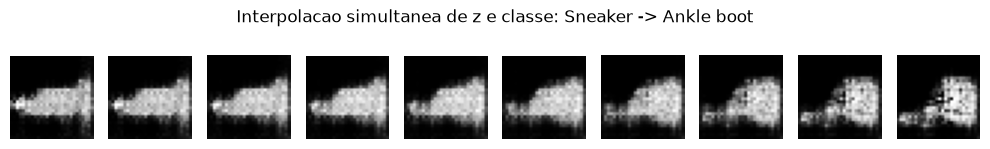 Interpolacao simultanea de z e classe: Sneaker -> Ankle boot